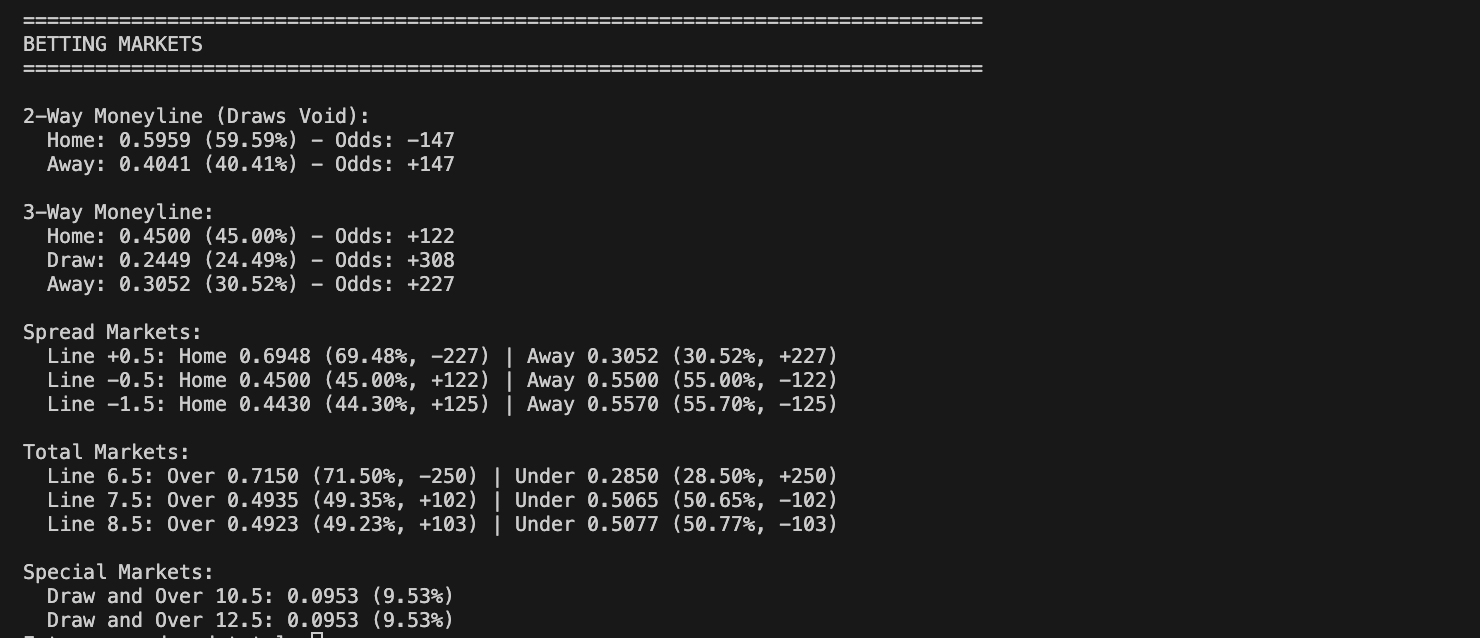 ================================================================================
BETTING MARKETS
================================================================================
2-Way Moneyline (Draws Void):
Home: 0.5959 (59.59%) - Odds: -147
Away: 0.4041 (40.41%) - Odds: +147
3-Way Moneyline:
Home: 0.4500 (45.00%) - Odds: +122
Draw: 0.2449 (24.49%) - Odds: +308
Away: 0.3052 (30.52%) - Odds: +227
Spread Markets:
Line +0.5: Home 0.6948 (69.48%, -227) | Away 0.3052 (30.52%, +227)
Line -0.5: Home 0.4500 (45.00%, +122) | Away 0.5500 (55.00%, -122)
Line -1.5: Home 0.4430 (44.30%, +125) | Away 0.5570 (55.70%, -125)
Total Markets:
Line 6.5: Over 0.7150 (71.50%, -250) | Under 0.2850 (28.50%, +250)
Line 7.5: Over 0.4935 (49.35%, +102) | Under 0.5065 (50.65%, -102)
Line 8.5: Over 0.4923 (49.23%, +103) | Under 0.5077 (50.77%, -103)
Special Markets:
Draw and Over 10.5: 0.0953 (9.53%)
Draw and Over 12.5: 0.0953 (9.53%)